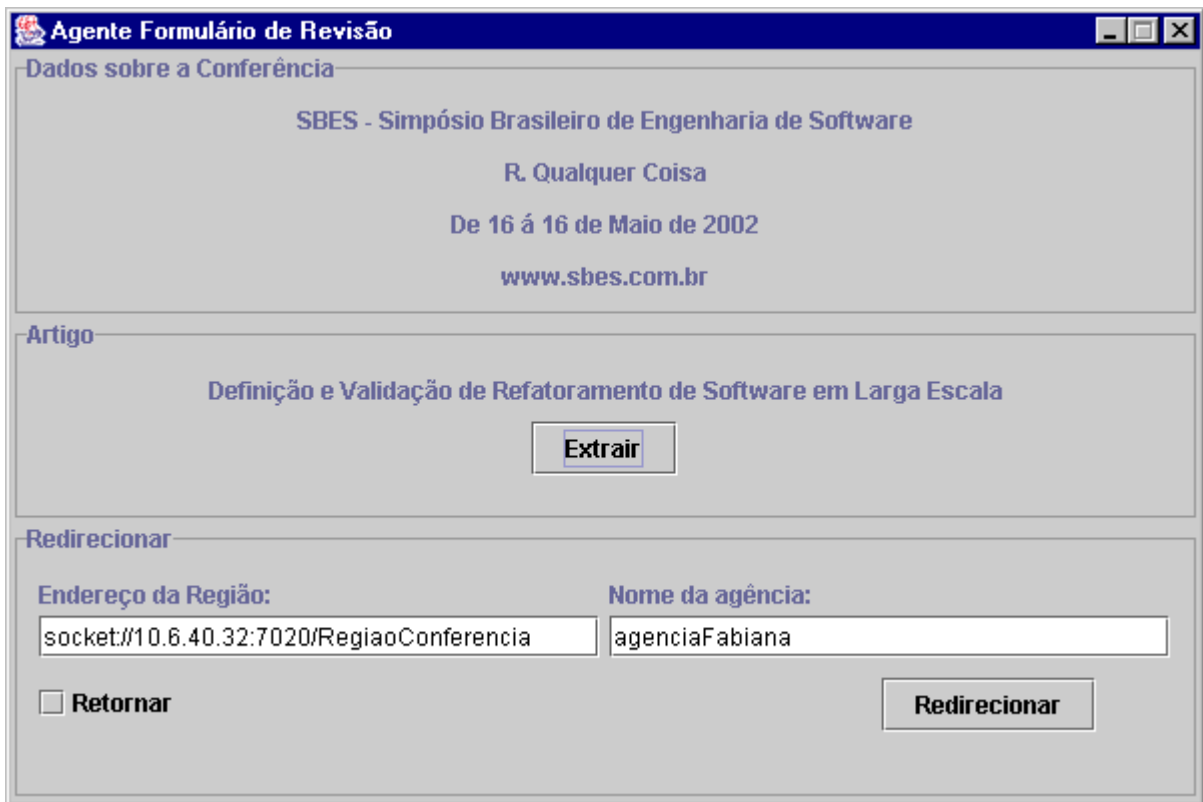 Agente Formulário de Revisão
Dados sobre a Conferência
SBES - Simpósio Brasileiro de Engenharia de Software
R. Qualquer Coisa
De 16 á 16 de Maio de 2002
www.sbes.com.br
Artigo
Definição e Validação de Refatoramento de Software em Larga Escala
Extrair
Redirecionar
Endereço da Região:
Nome da agência:
socket://10.6.40.32:7020/RegiaoConferencia
agenciaFabiana
Retornar
Redirecionar